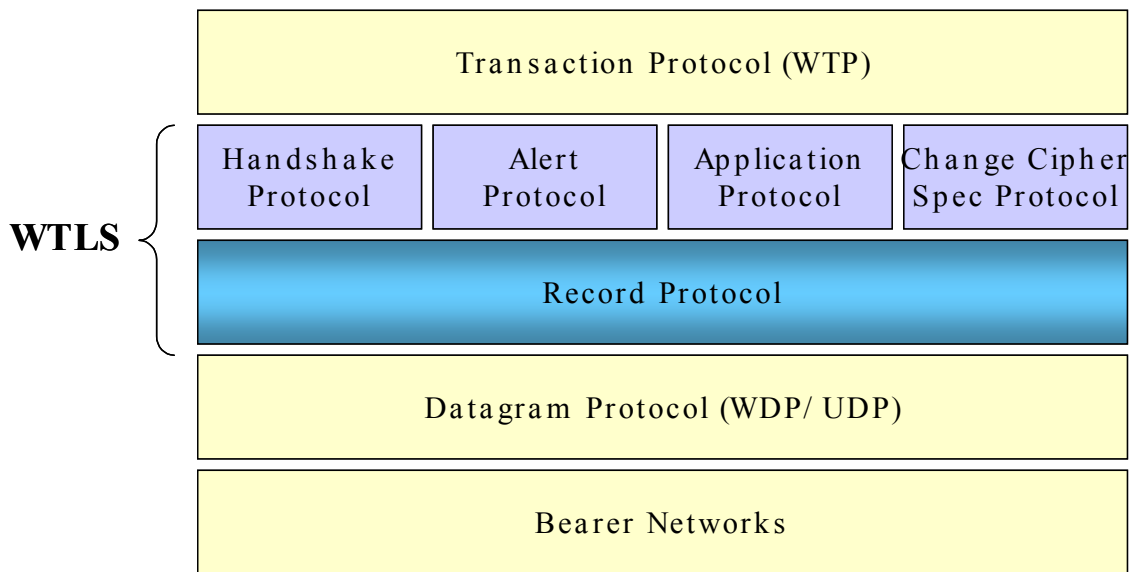 Transaction Protocol (WTP)
WTLS
Handshake
Protocol
Alert
Protocol
Application
Protocol
Change Cipher
Spec Protocol
Record Protocol
Datagram Protocol (WDP/ UDP)
Bearer Networks